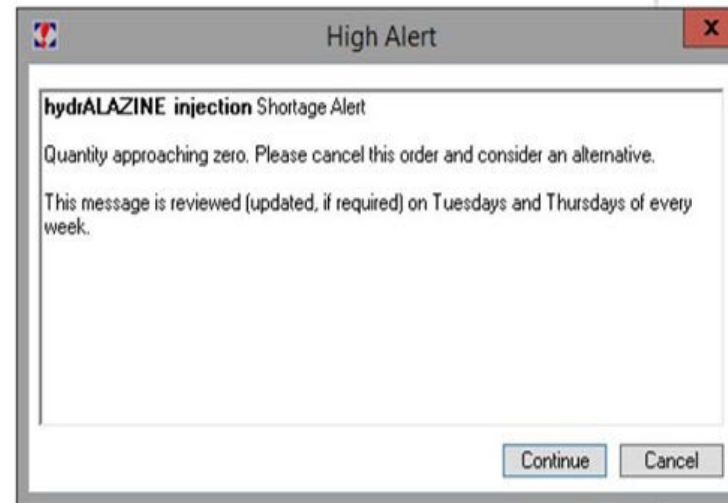 High Alert
x
hydrALAZINE injection Shortage Alert
Quantity approaching zero. Please cancel this order and consider an alternative.
This message is reviewed (updated, if required) on Tuesdays and Thursdays of every
week.
Continue Cancel